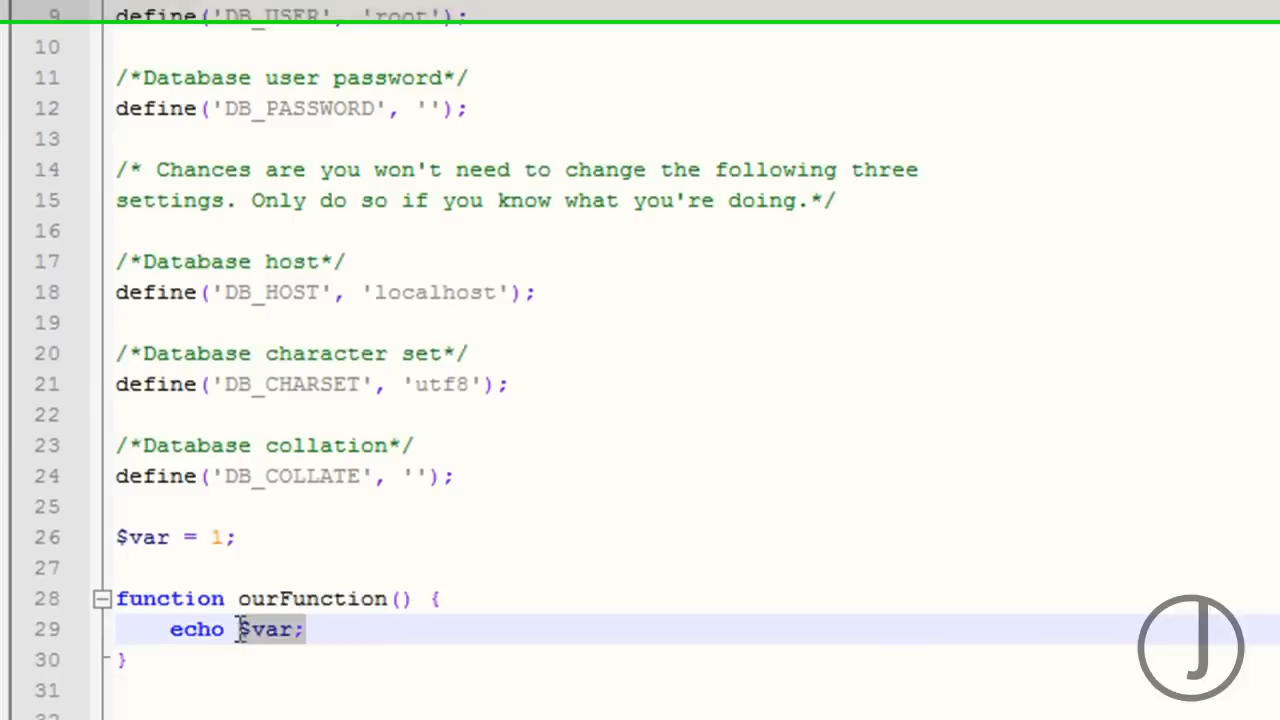 9 define('DB_USER', 'root');
10
11 /*Database user password*/
12 define('DB_PASSWORD', '');
13
14 /* Chances are you won't need to change the following three
15 settings. Only do so if you know what you're doing.*/
16
17 /*Database host*/
18 define('DB_HOST', 'localhost');
19
20 /*Database character set*/
21 define('DB_CHARSET', 'utf8');
22
23 /*Database collation*/
24 define('DB_COLLATE', '');
25
26 $var = 1;
27
28 function ourFunction() {
29 echo $var;
30 }
31
32
J